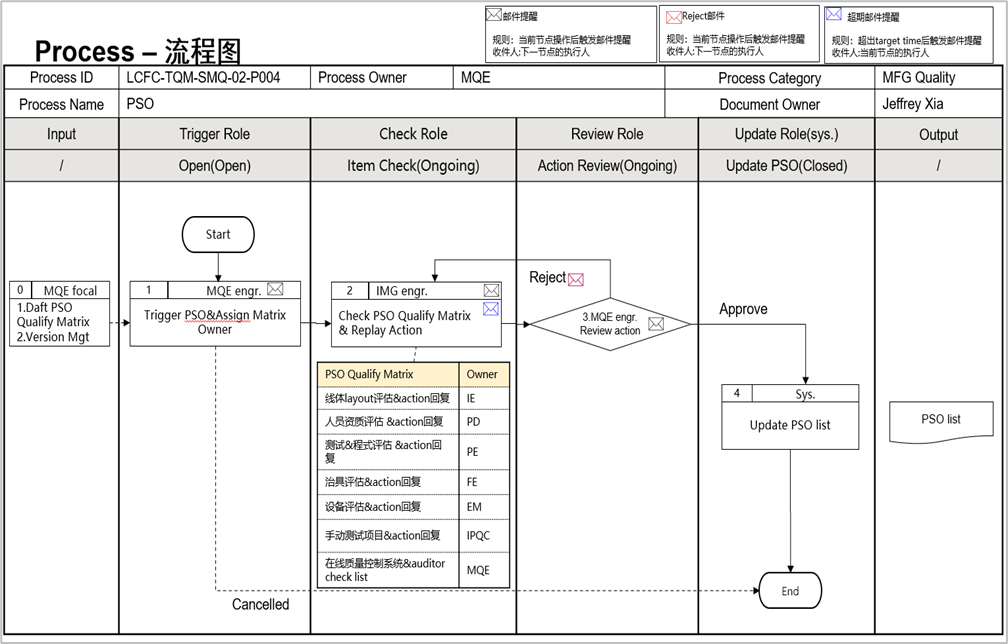 邮件提醒
规则：当前节点操作后触发邮件提醒
收件人:下一节点的执行人
Reject邮件
规则：当前节点操作后触发邮件提醒
收件人:下一节点的执行人
超期邮件提醒
规则：超出target time后触发邮件提醒
收件人:当前节点的执行人
Process – 流程图
Process ID
LCFC-TQM-SMQ-02-P004
Process Owner
MQE
Process Category
MFG Quality
Process Name
PSO
Document Owner
Jeffrey Xia
Input
Trigger Role
Check Role
Review Role
Update Role(sys.)
Output
/
Open(Open)
Item Check(Ongoing)
Action Review(Ongoing)
Update PSO(Closed)
/
Start
0
MQE focal
1.Daft PSO
Qualify Matrix
2.Version Mgt
1
MQE engr.
Trigger PSO&Assign Matrix
Owner
2
IMG engr.
Check PSO Qualify Matrix
& Replay Action
Reject
3.MQE engr.
Review action
Approve
4
Sys.
Update PSO list
PSO list
PSO Qualify Matrix
Owner
线体layout评估&action回复
IE
人员资质评估 &action回复
PD
测试&程式评估 &action回
复
PE
治具评估&action回复
FE
设备评估&action回复
EM
手动测试项目&action回复
IPQC
在线质量控制系统&auditor
check list
MQE
Cancelled
End